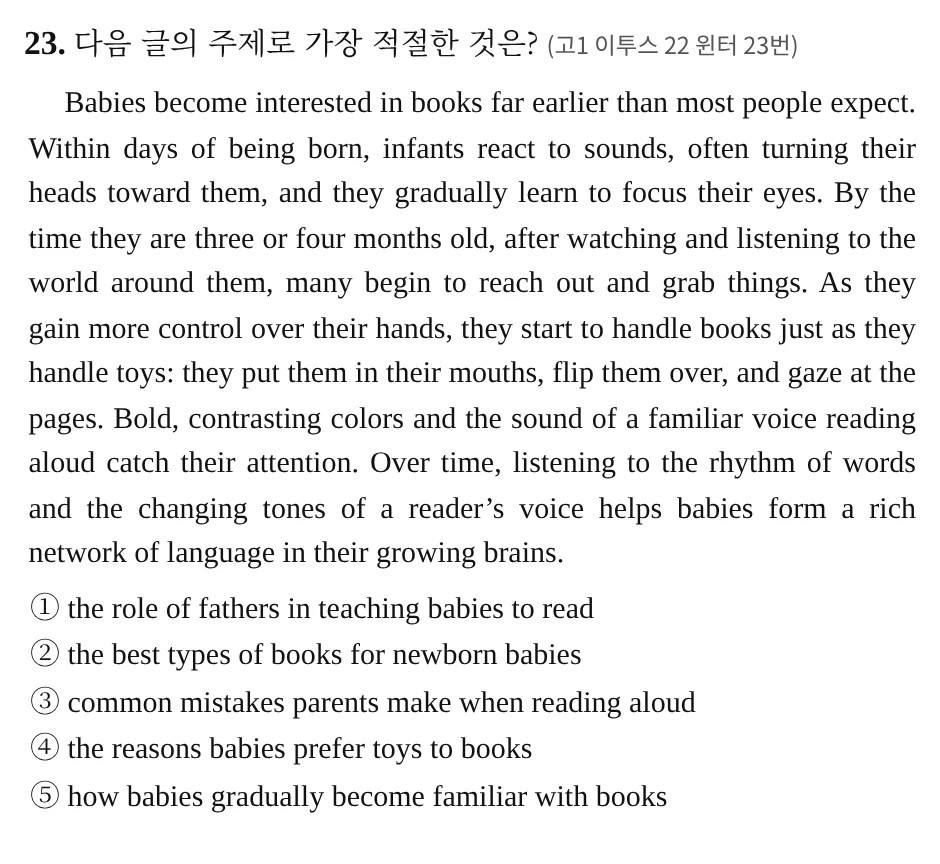 23. 다음 글의 주제로 가장 적절한 것은? (고1 이투스 22 윈터 23번)
Babies become interested in books far earlier than most people expect.
Within days of being born, infants react to sounds, often turning their
heads toward them, and they gradually learn to focus their eyes. By the
time they are three or four months old, after watching and listening to the
world around them, many begin to reach out and grab things. As they
gain more control over their hands, they start to handle books just as they
handle toys: they put them in their mouths, flip them over, and gaze at the
pages. Bold, contrasting colors and the sound of a familiar voice reading
aloud catch their attention. Over time, listening to the rhythm of words
and the changing tones of a reader’s voice helps babies form a rich
network of language in their growing brains.
① the role of fathers in teaching babies to read
② the best types of books for newborn babies
③ common mistakes parents make when reading aloud
④ the reasons babies prefer toys to books
⑤ how babies gradually become familiar with books